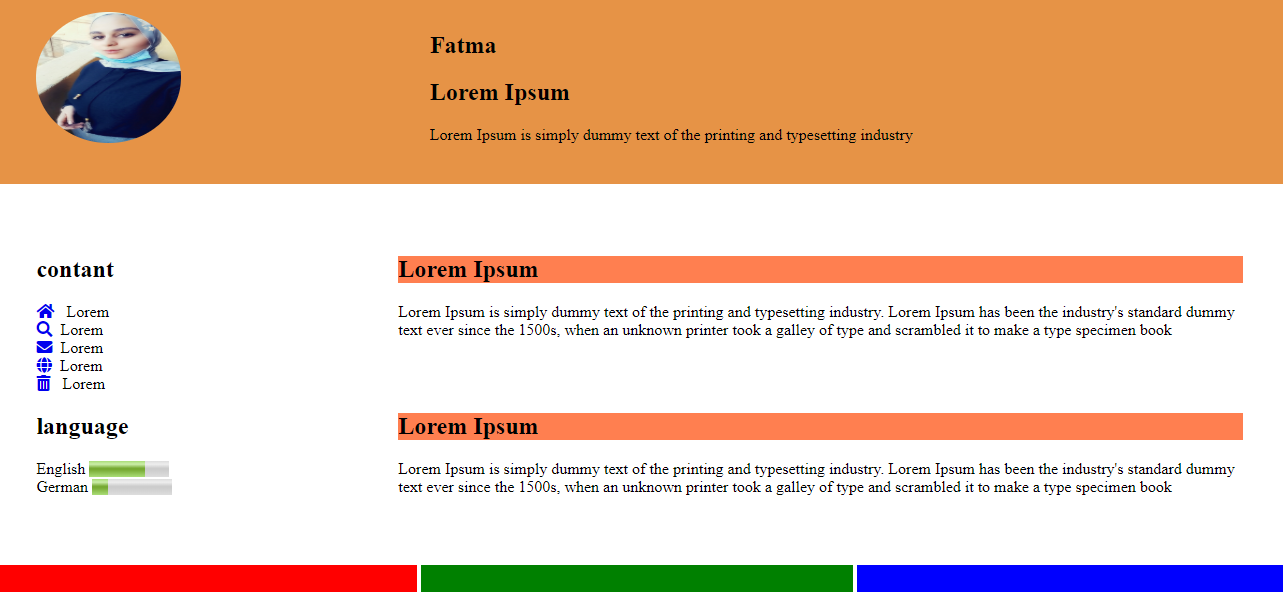 Fatma
Lorem Ipsum
Lorem Ipsum is simply dummy text of the printing and typesetting industry
contant
Lorem
Lorem
Lorem
Lorem
Lorem
language
English
German
Lorem Ipsum
Lorem Ipsum is simply dummy text of the printing and typesetting industry. Lorem Ipsum has been the industry's standard dummy
text ever since the 1500s, when an unknown printer took a galley of type and scrambled it to make a type specimen book
Lorem Ipsum
Lorem Ipsum is simply dummy text of the printing and typesetting industry. Lorem Ipsum has been the industry's standard dummy
text ever since the 1500s, when an unknown printer took a galley of type and scrambled it to make a type specimen book